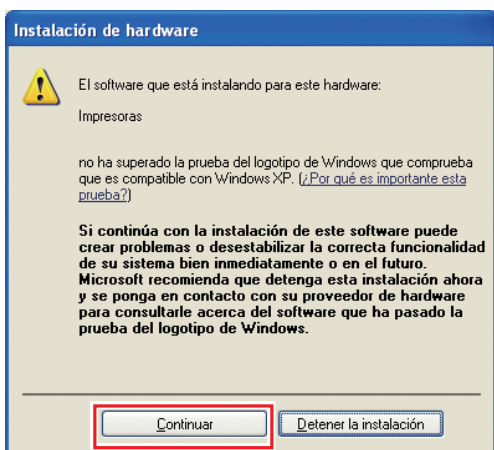 Instalación de hardware
El software que está instalando para este hardware:
Impresoras
no ha superado la prueba del logotipo de Windows que comprueba
que es compatible con Windows XP. (¿Por qué es importante esta
prueba?)
Si continúa con la instalación de este software puede
crear problemas o desestabilizar la correcta funcionalidad
de su sistema bien inmediatamente o en el futuro.
Microsoft recomienda que detenga esta instalación ahora
y se ponga en contacto con su proveedor de hardware
para consultarle acerca del software que ha pasado la
prueba del logotipo de Windows.
Continuar
Detener la instalación